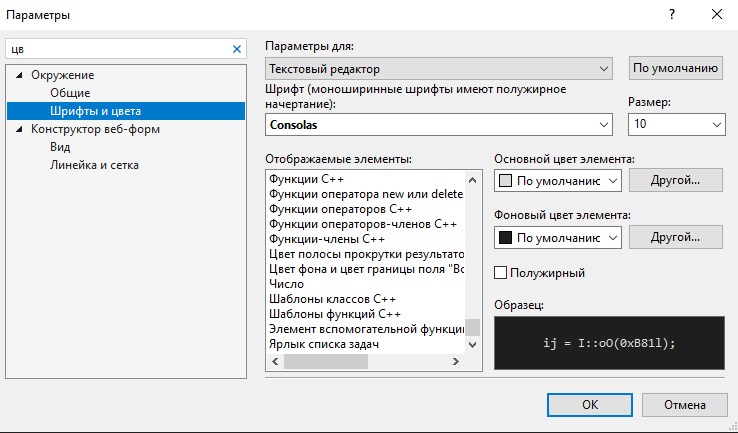 Параметры
цв
Окружение
Общие
Шрифты и цвета
Конструктор веб-форм
Вид
Линейка и сетка
Параметры для:
Текстовый редактор
По умолчанию
Шрифт (моноширинные шрифты имеют полужирное
начертание):
Consolas
Размер:
10
Отображаемые элементы:
Функции C++
Функции оператора new или delete
Функции операторов C++
Функции операторов-членов C++
Функции-члены C++
Цвет полосы прокрутки результато
Цвет фона и цвет границы поля "Вс
Число
Шаблоны классов C++
Шаблоны функций C++
Элемент вспомогательной функции
Ярлык списка задач
Основной цвет элемента:
По умолчанию
Другой...
Фоновый цвет элемента:
По умолчанию
Другой...
Полужирный
Образец:
ij = I::oO(0xB81l);
ОК
Отмена